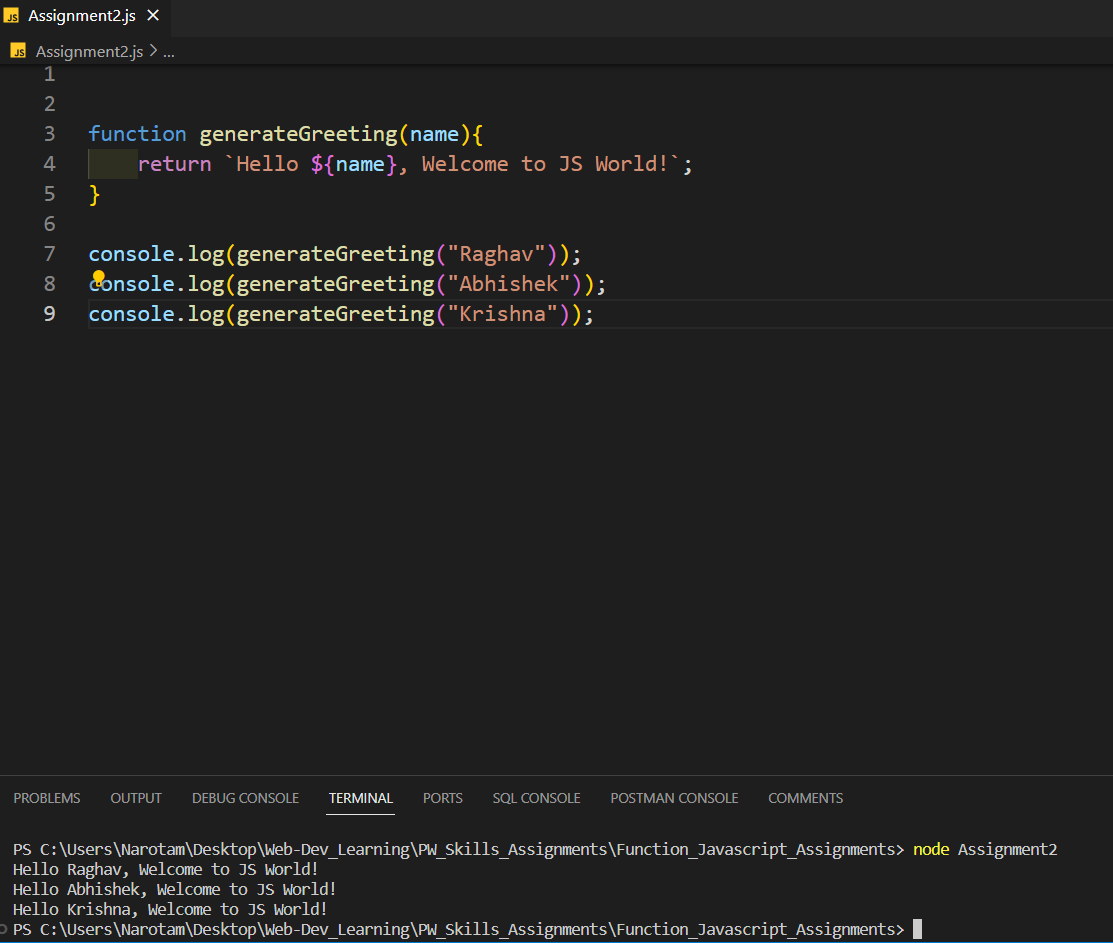 JS Assignment2.js ×
JS Assignment2.js > ...
1
2
3 function generateGreeting(name){
4     return `Hello ${name}, Welcome to JS World!`;
5 }
6
7 console.log(generateGreeting("Raghav"));
8 console.log(generateGreeting("Abhishek"));
9 console.log(generateGreeting("Krishna"));
PROBLEMS OUTPUT DEBUG CONSOLE TERMINAL PORTS SQL CONSOLE POSTMAN CONSOLE COMMENTS
PS C:\Users\Narotam\Desktop\Web-Dev_Learning\PW_Skills_Assignments\Function_Javascript_Assignments> node Assignment2
Hello Raghav, Welcome to JS World!
Hello Abhishek, Welcome to JS World!
Hello Krishna, Welcome to JS World!
PS C:\Users\Narotam\Desktop\Web-Dev_Learning\PW_Skills_Assignments\Function_Javascript_Assignments>